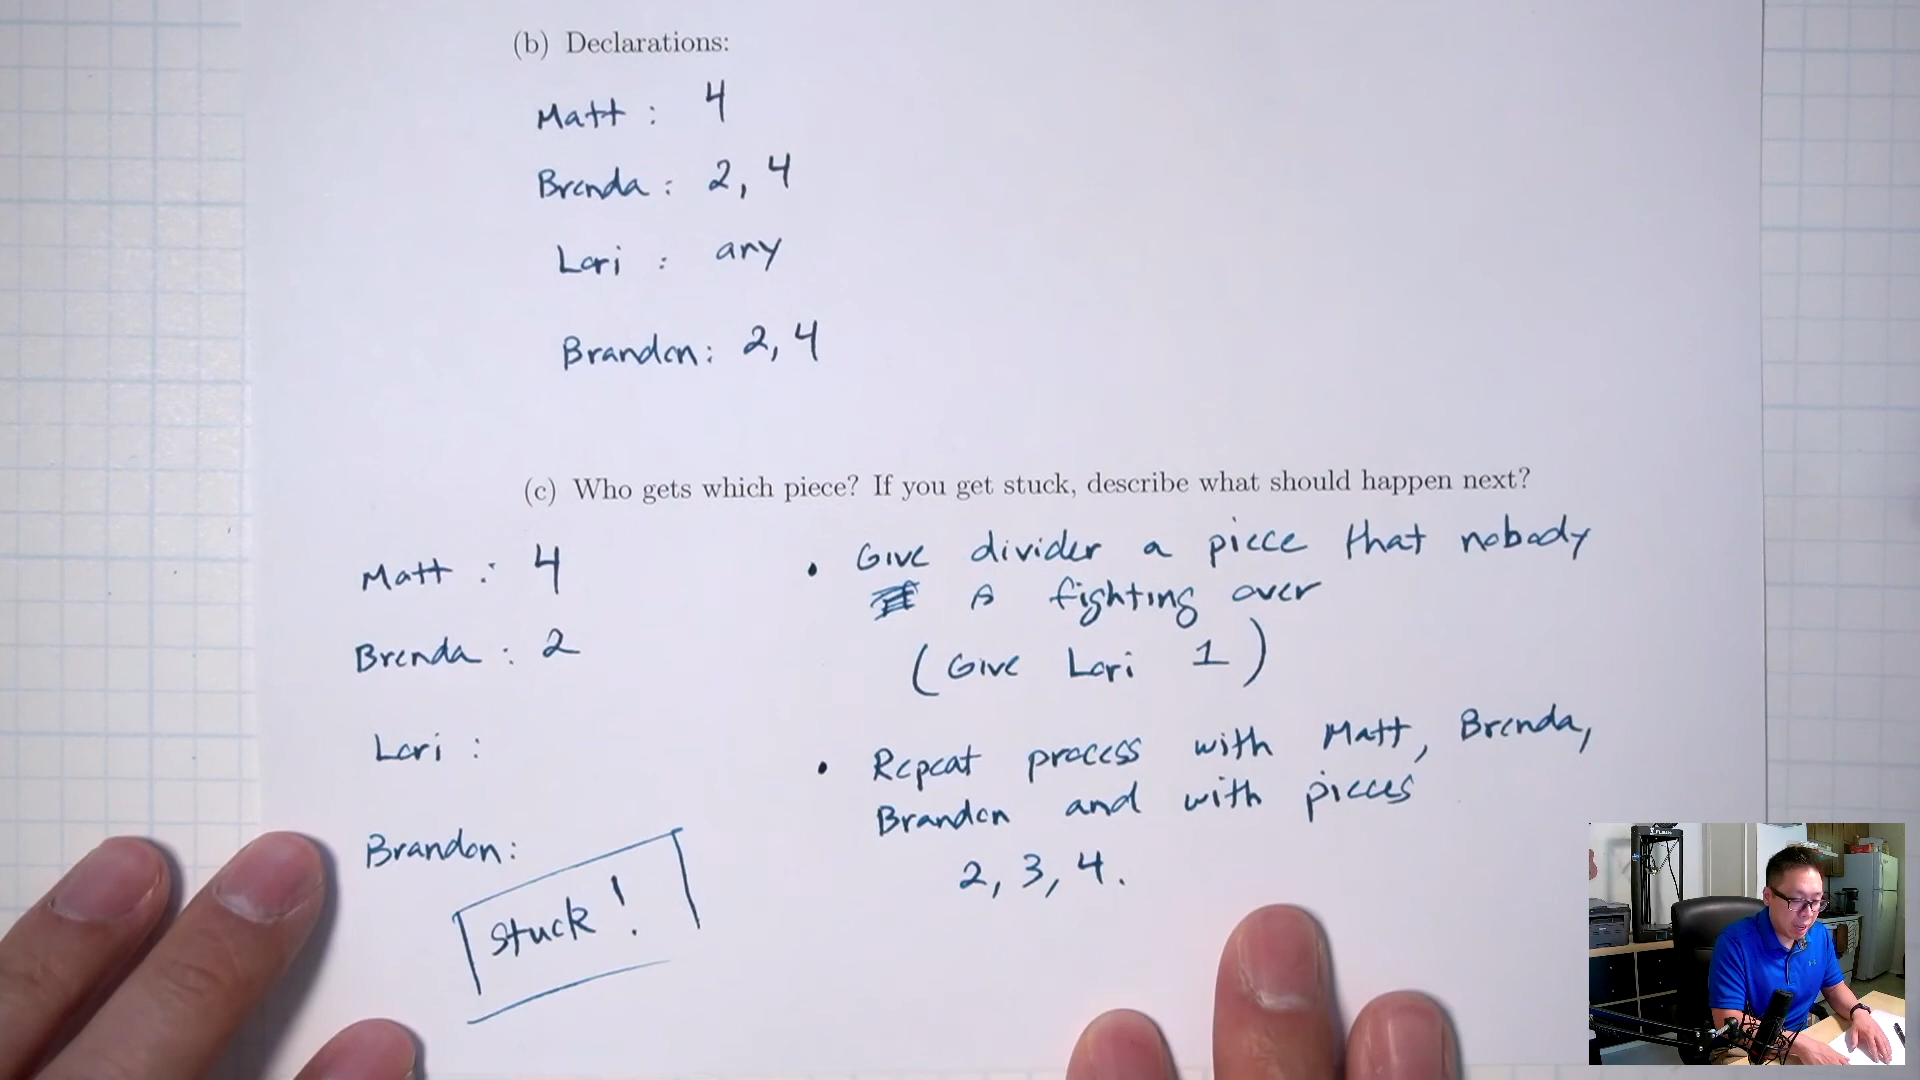 (b) Declarations:
Matt : 4
Brenda : 2, 4
Lori : any
Brandon : 2, 4
(c) Who gets which piece? If you get stuck, describe what should happen next?
Matt : 4
Brenda : 2
Lori :
Brandon:
Stuck!
• Give divider a piece that nobody
is fighting over
(Give Lori 1)
• Repeat process with Matt, Brenda,
Brandon and with pieces
2, 3, 4.